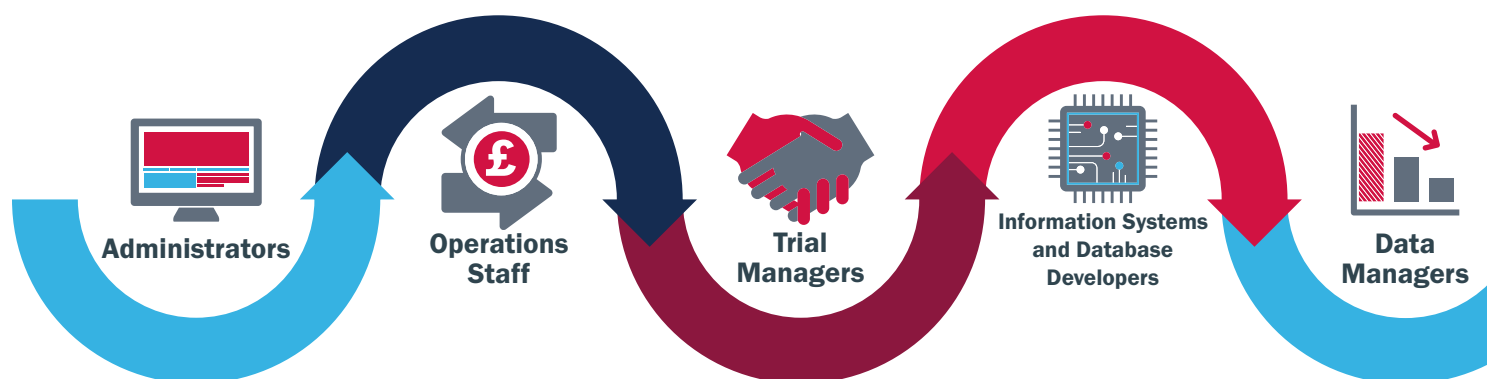 Administrators
£
Operations
Staff
Trial
Managers
Information Systems
and Database
Developers
Data
Managers